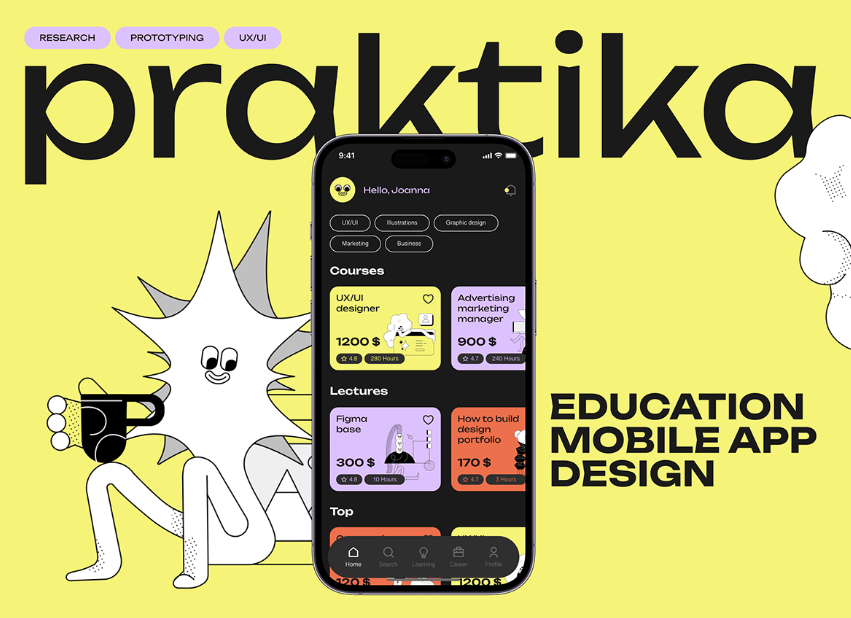 RESEARCH
PROTOTYPING
UX/UI
praktika
9:41
Hello, Joanna
UX/UI
Illustrations
Graphic design
Marketing
Business
Courses
UX/UI
designer
1200 $
4.8
280 Hours
Advertising
marketing
manager
900 $
4.7
240 Hours
Lectures
Figma
base
300 $
4.8
10 Hours
How to build
design
portfolio
170 $
4.7
3 Hours
Top
120 $
1200 $
Home
Search
Learning
Career
Profile
EDUCATION
MOBILE APP
DESIGN